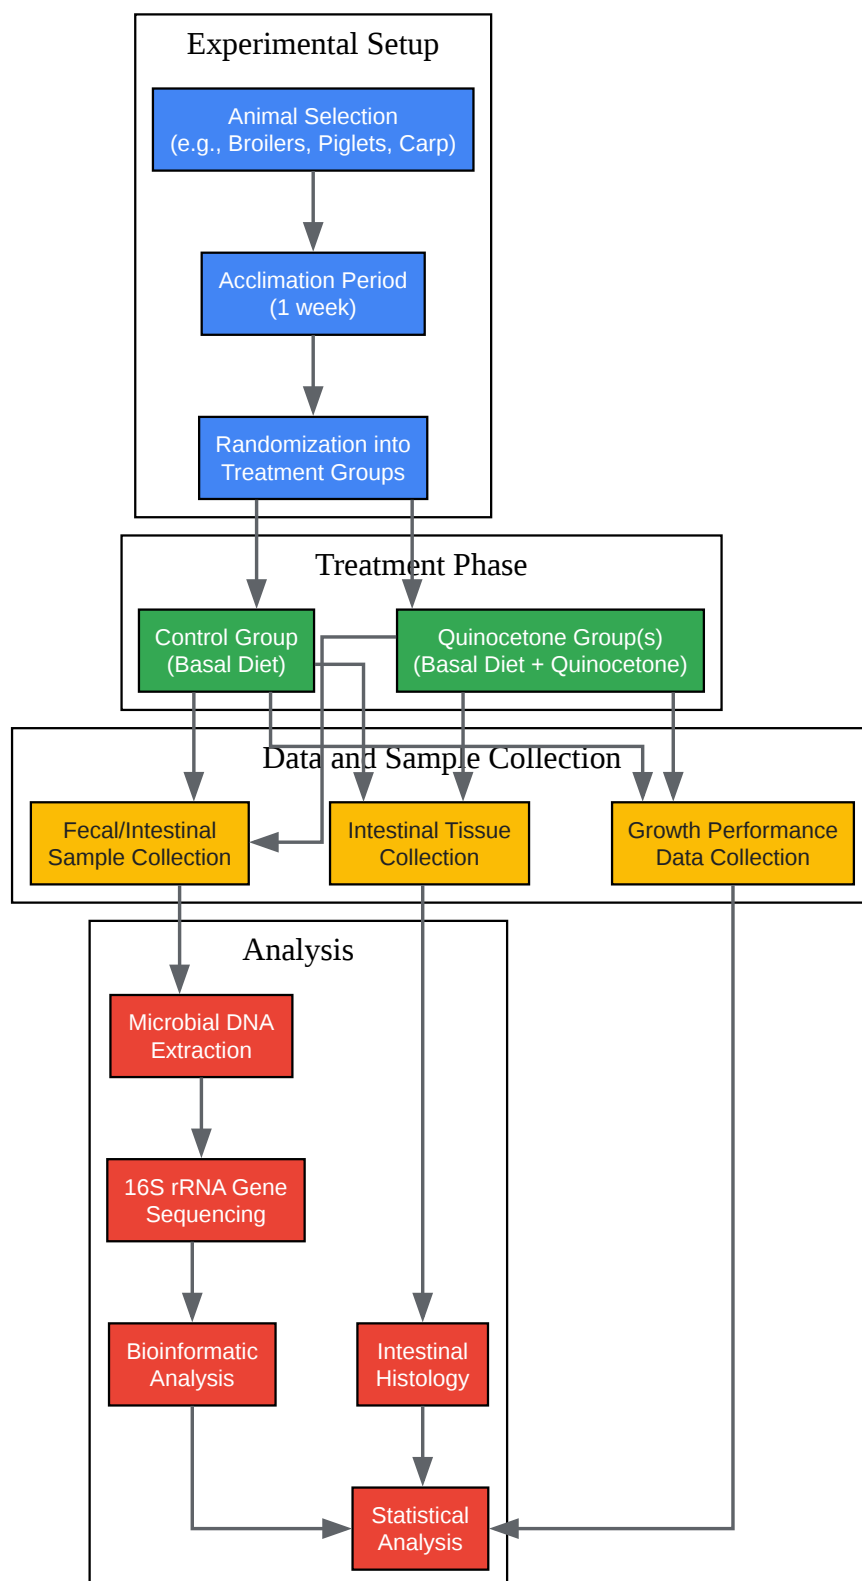 Experimental Setup
Animal Selection
(e.g., Broilers, Piglets, Carp)
Acclimation Period
(1 week)
Randomization into
Treatment Groups
Treatment Phase
Control Group
(Basal Diet)
Quinocetone Group(s)
(Basal Diet + Quinocetone)
Data and Sample Collection
Fecal/Intestinal
Sample Collection
Intestinal Tissue
Collection
Growth Performance
Data Collection
Analysis
Microbial DNA
Extraction
16S rRNA Gene
Sequencing
Bioinformatic
Analysis
Intestinal
Histology
Statistical
Analysis